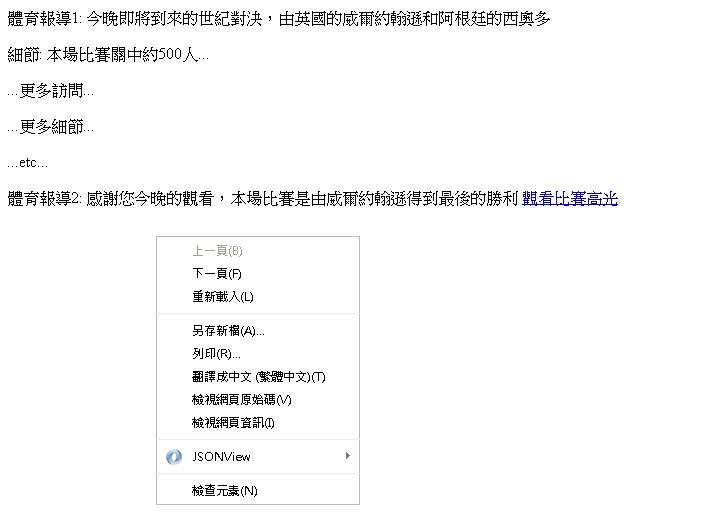 體育報導1: 今晚即將到來的世紀對決，由英國的威爾約翰遜和阿根廷的西奧多
細節: 本場比賽關中約500人...
...更多訪問...
...更多細節...
...etc...
體育報導2: 感謝您今晚的觀看，本場比賽是由威爾約翰遜得到最後的勝利 觀看比賽高光
上一頁(B)
下一頁(F)
重新載入(L)
另存新檔(A)...
列印(R)...
翻譯成中文 (繁體中文)(T)
檢視網頁原始碼(V)
檢視網頁資訊(I)
JSONView
檢查元素(N)